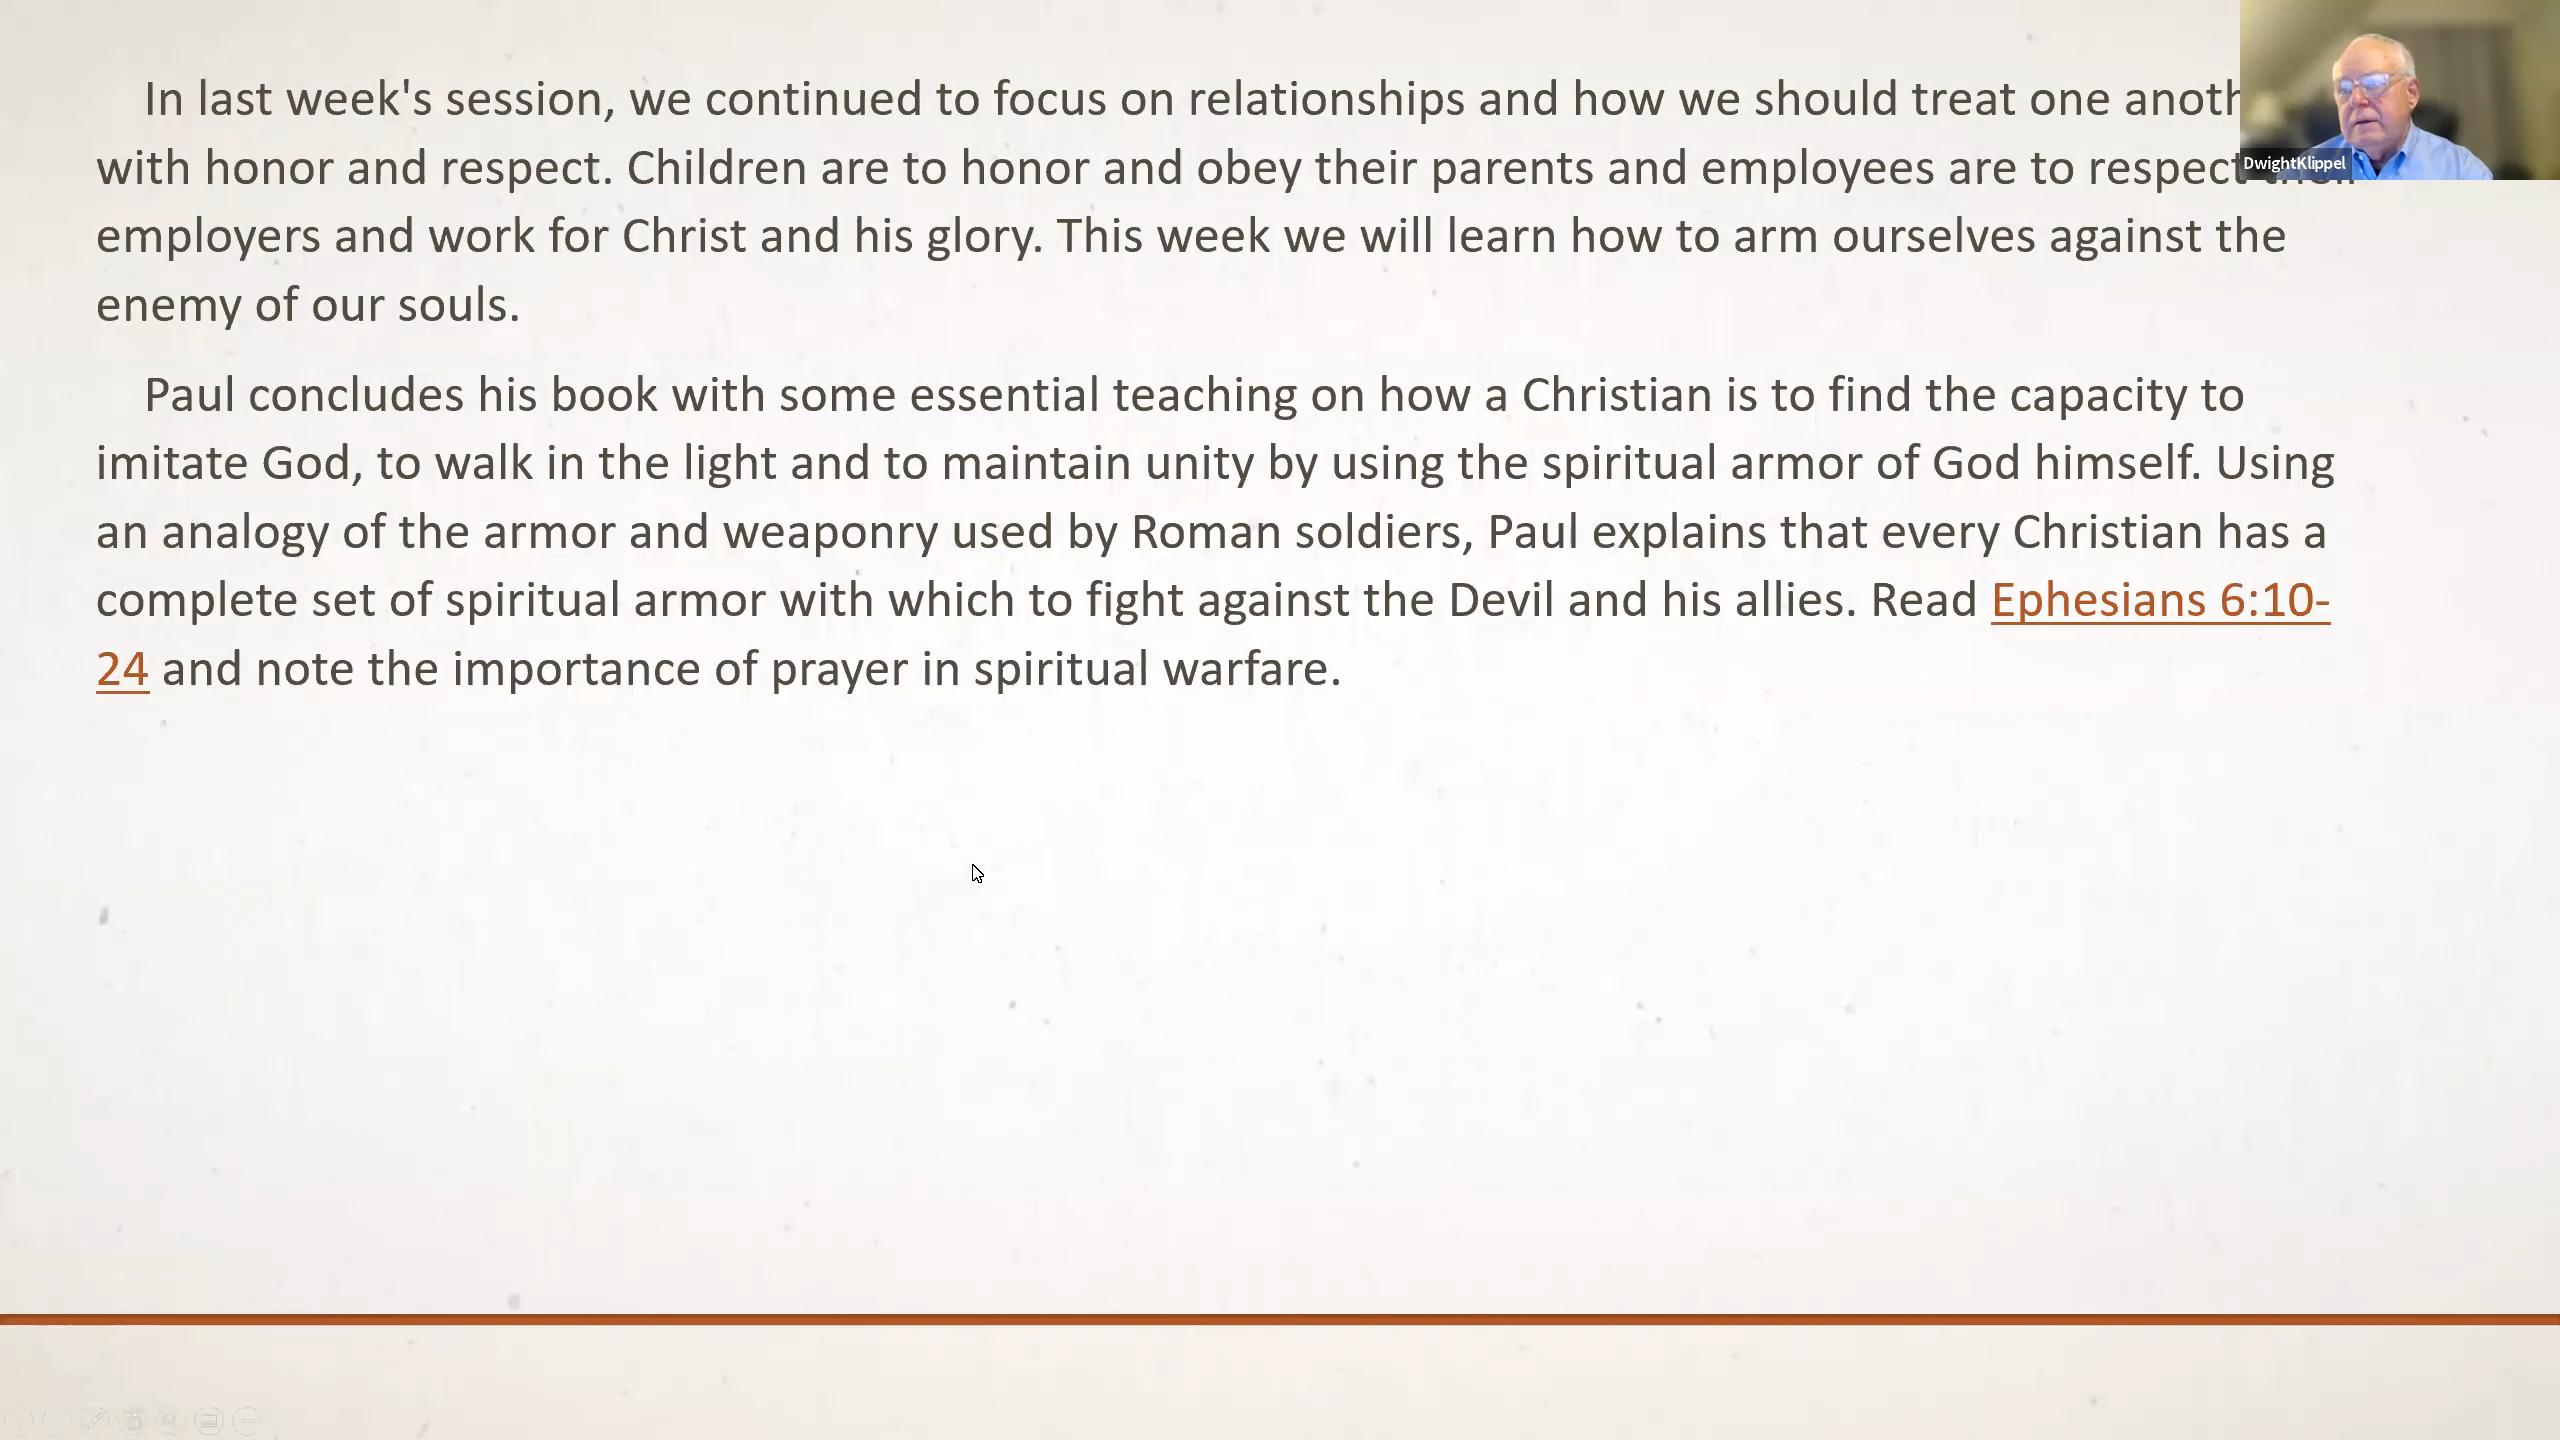 In last week's session, we continued to focus on relationships and how we should treat one
with honor and respect. Children are to honor and obey their parents and employees are to respect
DwightKlippel
employers and work for Christ and his glory. This week we will learn how to arm ourselves against the
enemy of our souls.
Paul concludes his book with some essential teaching on how a Christian is to find the capacity to
imitate God, to walk in the light and to maintain unity by using the spiritual armor of God himself. Using
an analogy of the armor and weaponry used by Roman soldiers, Paul explains that every Christian has a
complete set of spiritual armor with which to fight against the Devil and his allies. Read Ephesians 6:10-
24 and note the importance of prayer in spiritual warfare.